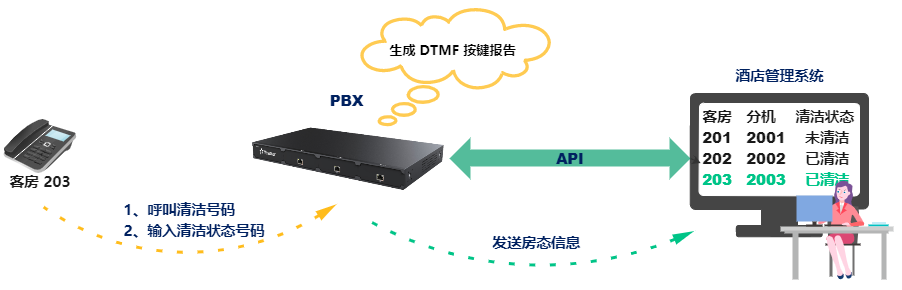 生成 DTMF 按键报告
PBX
酒店管理系统
客房 分机 清洁状态
201 2001 未清洁
202 2002 已清洁
203 2003 已清洁
API
客房 203
1、呼叫清洁号码
2、输入清洁状态号码
发送房态信息